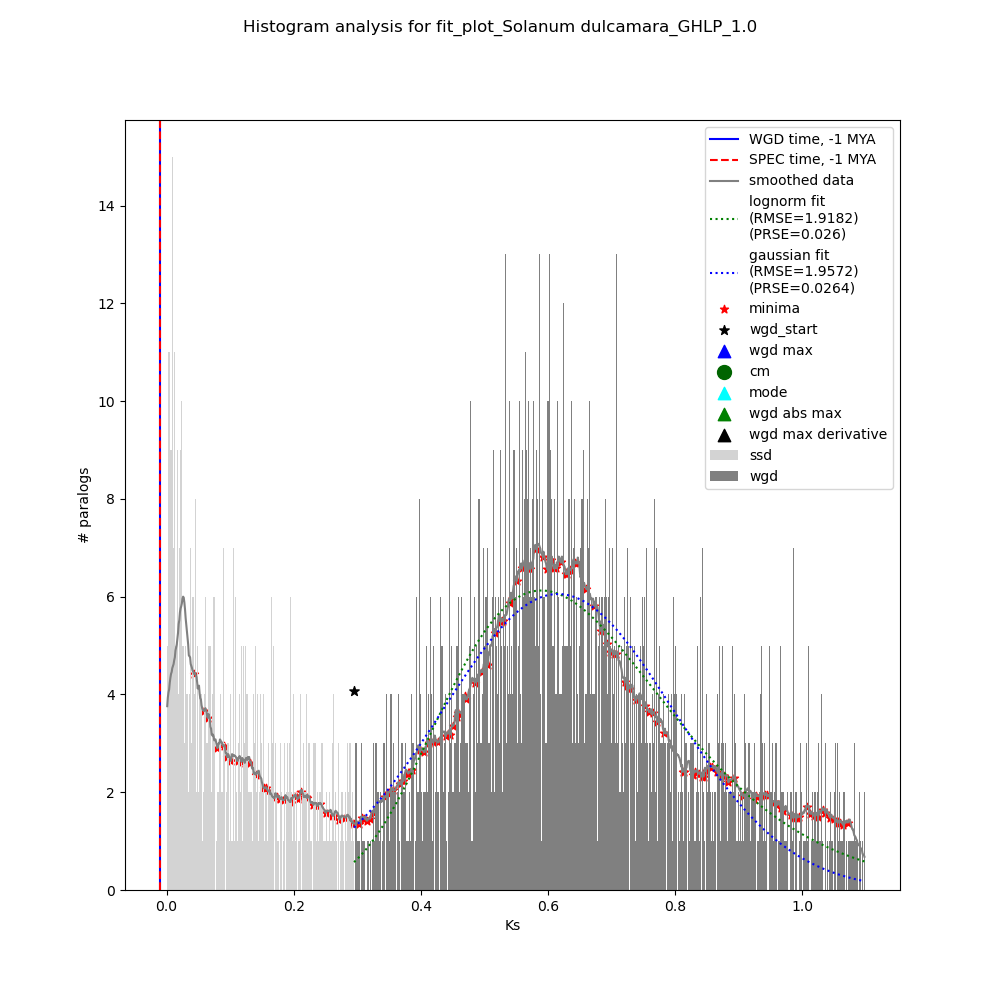 Histogram analysis for fit_plot_Solanum dulcamara_GHLP_1.0
WGD time, -1 MYA
SPEC time, -1 MYA
smoothed data
lognorm fit
(RMSE=1.9182)
(PRSE=0.026)
gaussian fit
(RMSE=1.9572)
(PRSE=0.0264)
minima
wgd_start
wgd max
cm
mode
wgd abs max
wgd max derivative
ssd
wgd
# paralogs
14
12
10
8
6
4
2
0
0.0 0.2 0.4 0.6 0.8 1.0
Ks